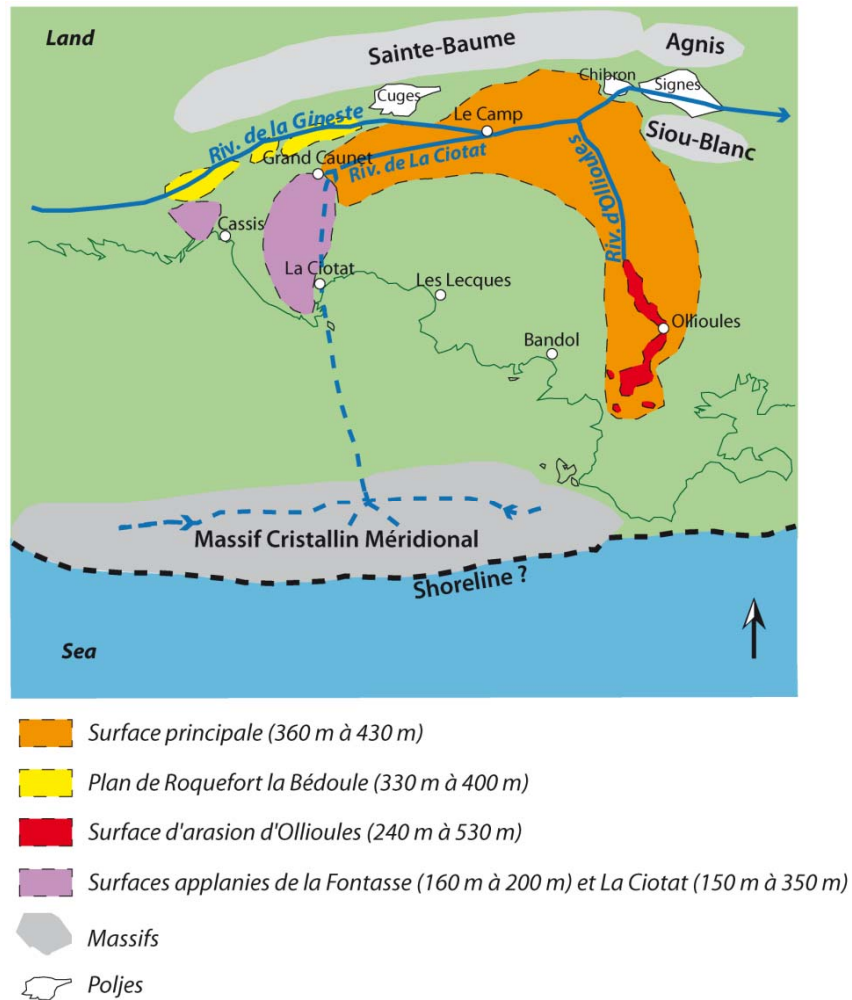 Land
Sainte-Baume
Agnis
Chibron
Signes
Cuges
Le Camp
Siou-Blanc
Riv. de la Gineste
Grand Caunet
Riv. de La Ciotat
Riv. d'Ollioules
Cassis
La Ciotat
Les Lecques
Ollioules
Bandol
Massif Cristallin Méridional
Shoreline ?
Sea
Surface principale (360 m à 430 m)
Plan de Roquefort la Bédoule (330 m à 400 m)
Surface d'arasion d'Ollioules (240 m à 530 m)
Surfaces applanies de la Fontasse (160 m à 200 m) et La Ciotat (150 m à 350 m)
Massifs
Poljes